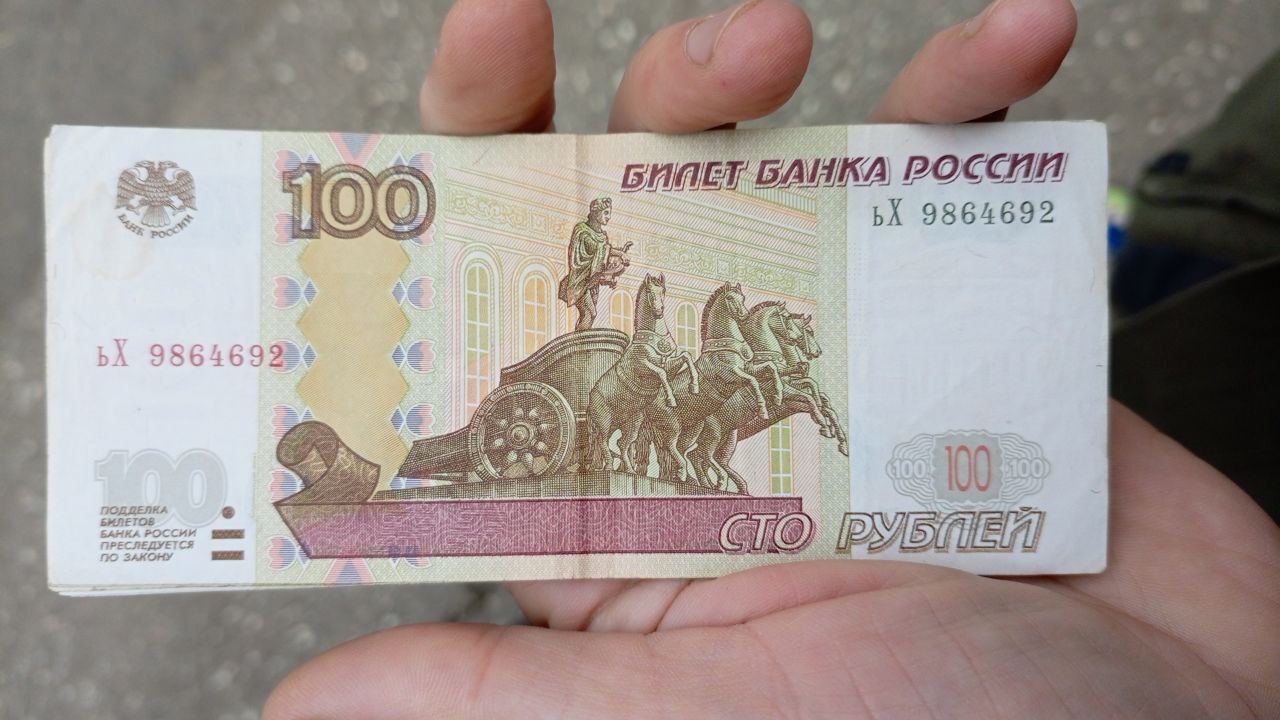 100
БИЛЕТ БАНКА РОССИИ
БАНК РОССИИ
ьХ 9864692
ьХ 9864692
100
100 100 100
ПОДДЕЛКА
БИЛЕТОВ
БАНКА РОССИИ
ПРЕСЛЕДУЕТСЯ
ПО ЗАКОНУ
СТО РУБЛЕЙ